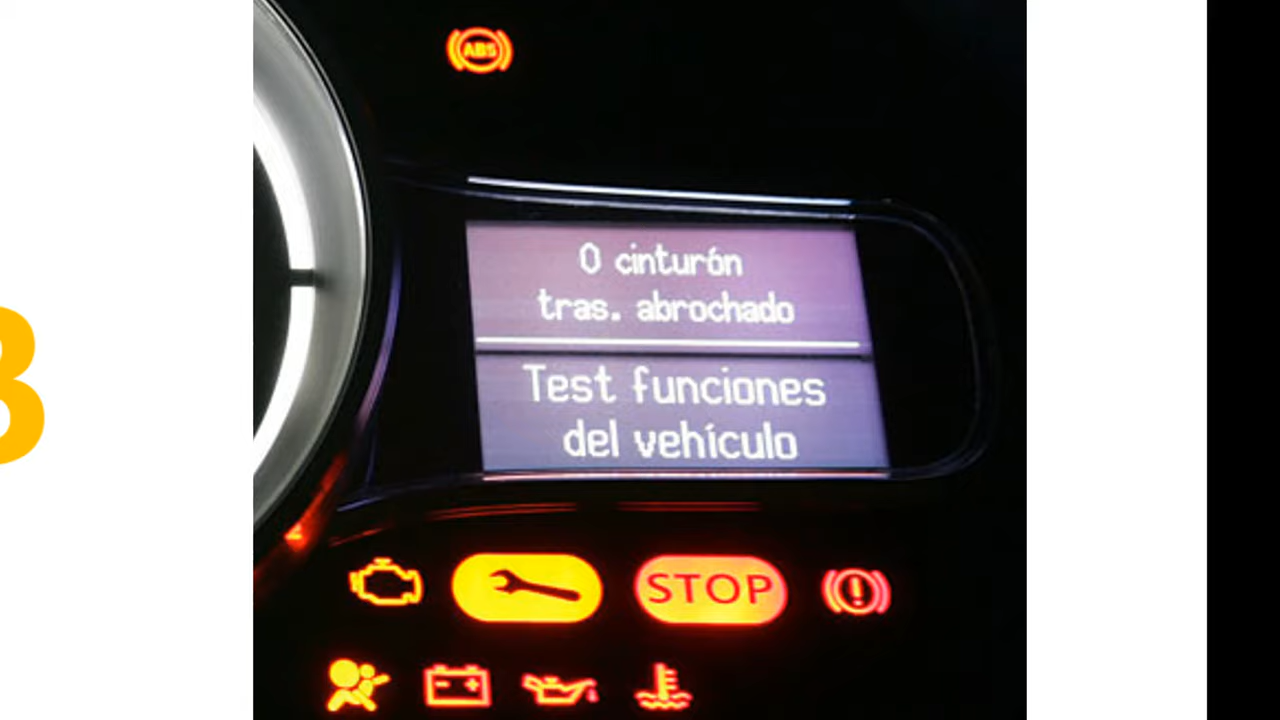 ABS
0 cinturón
tras. abrochado
Test funciones
del vehículo
STOP